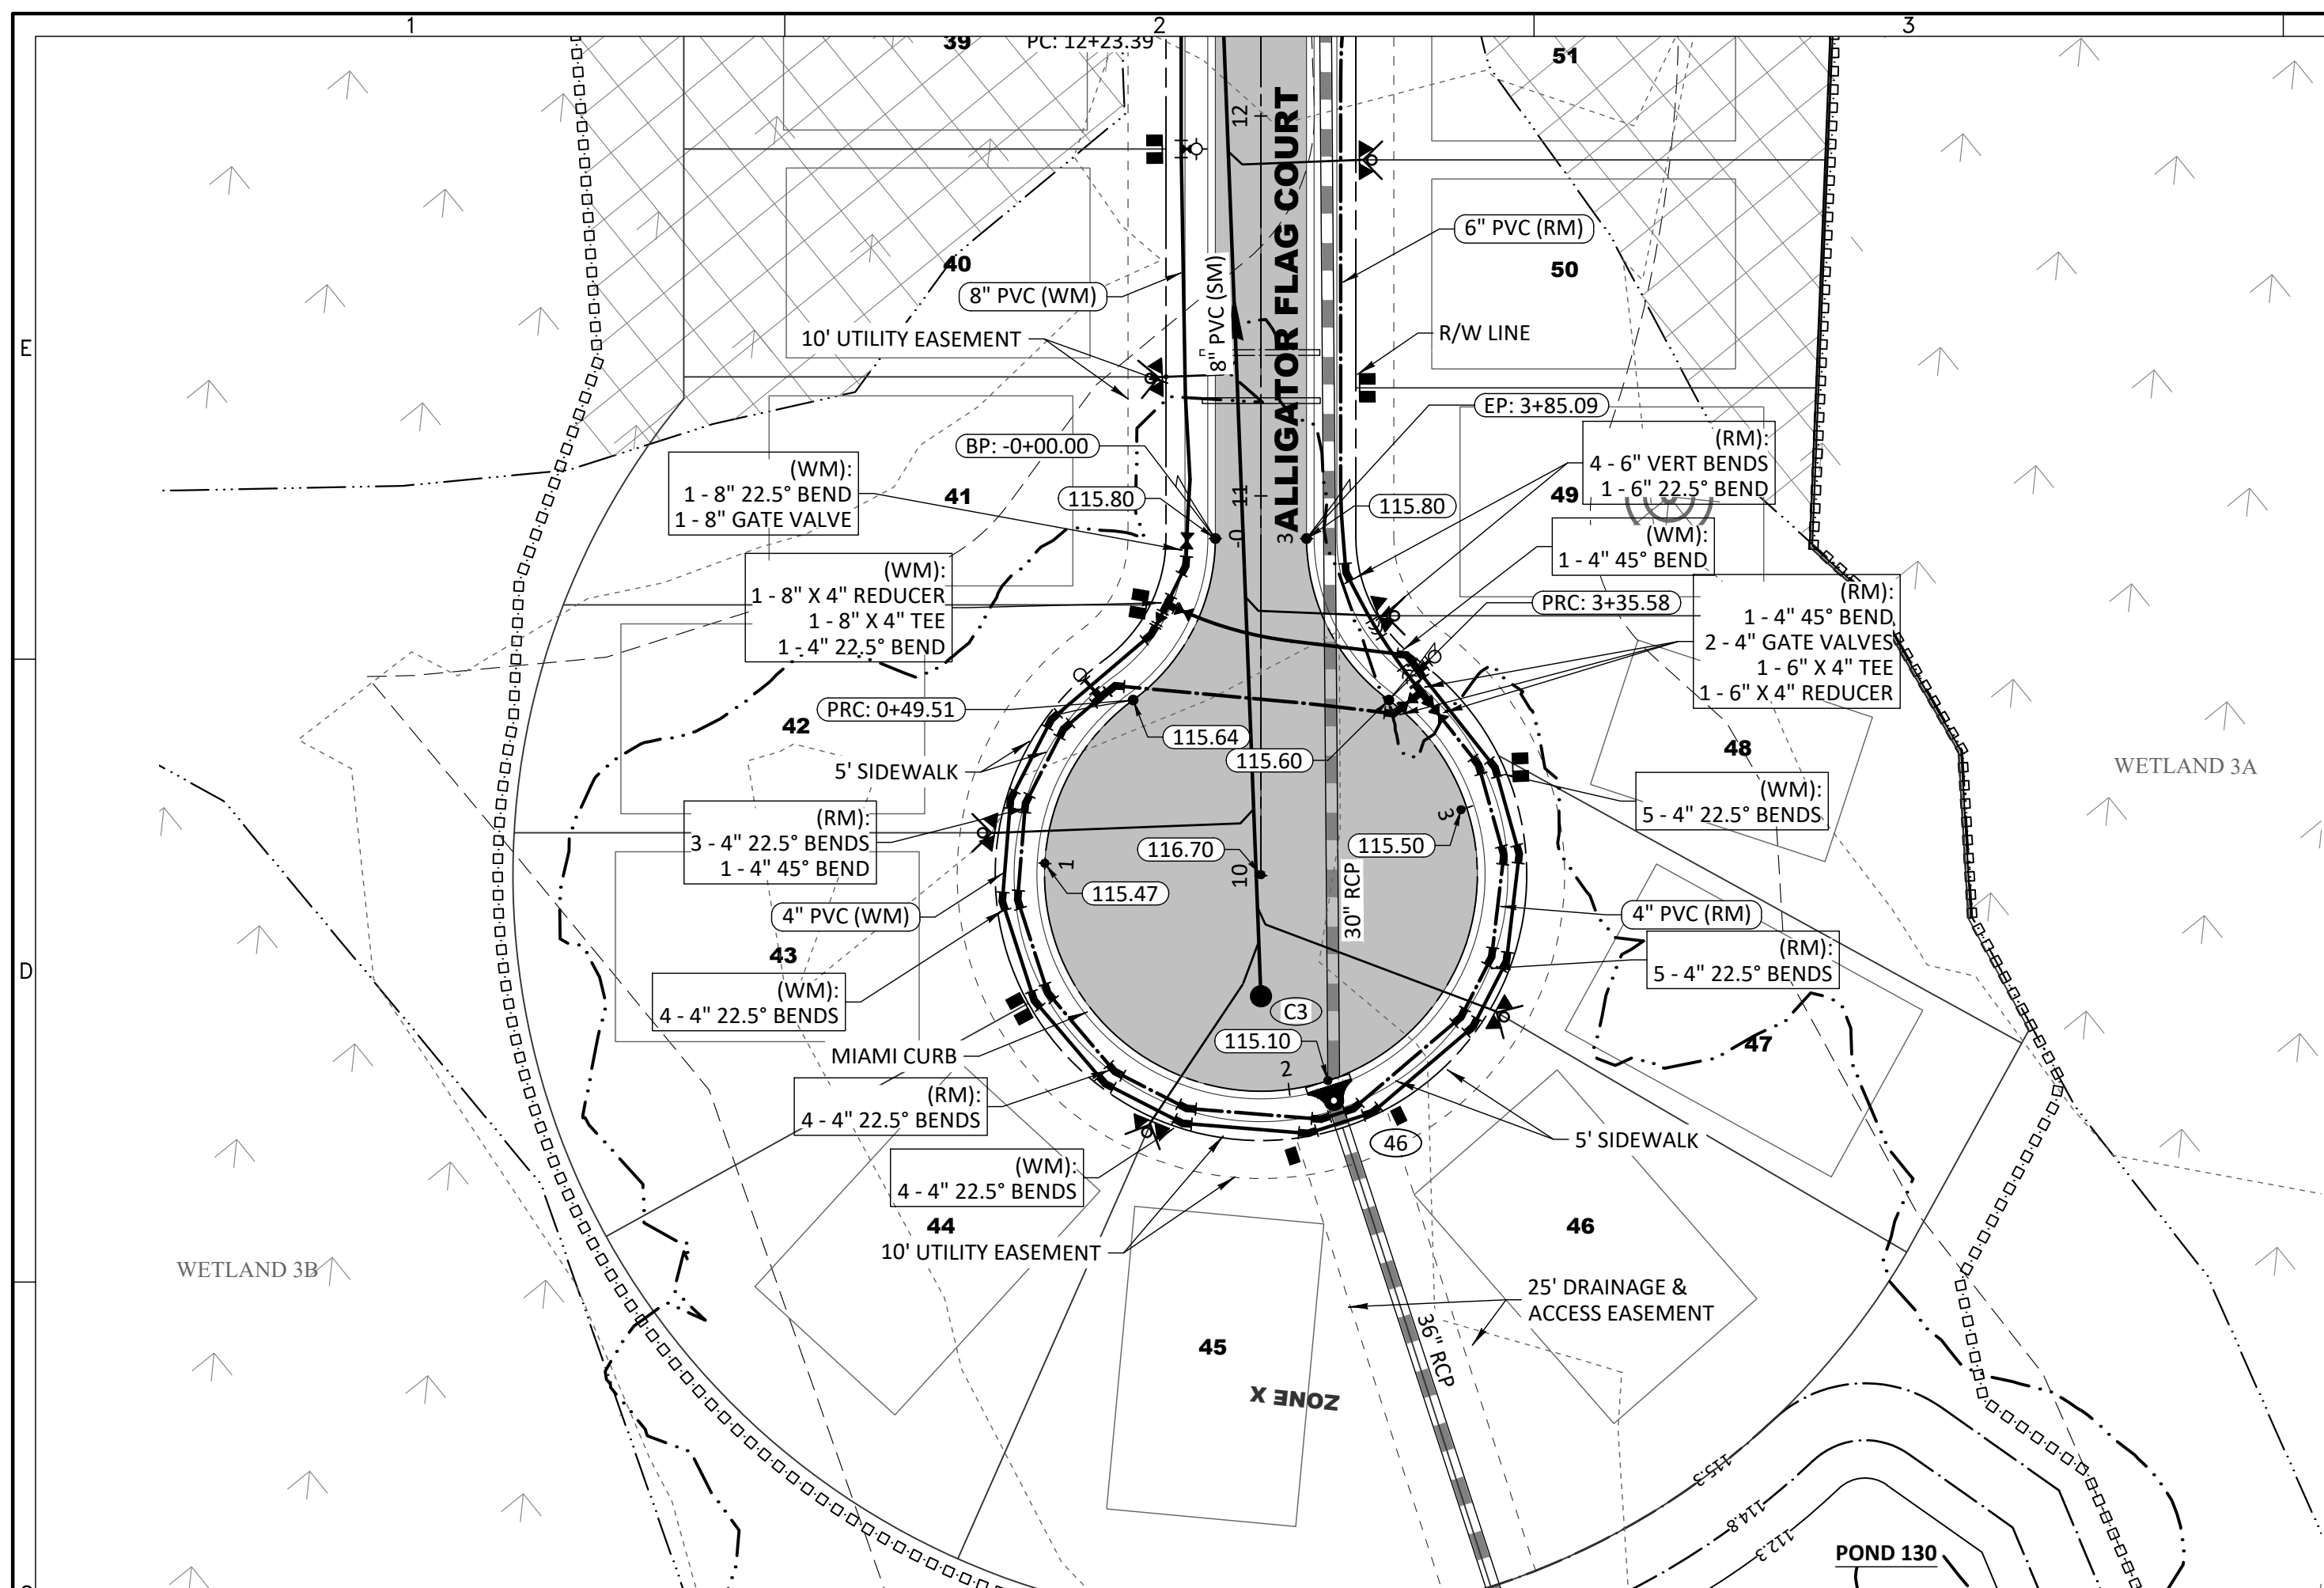 1
2
3
39
PC: 12+23.39
51
12
ALLIGATOR FLAG COURT
6" PVC (RM)
40
50
8" PVC (WM)
8" PVC (SM)
10' UTILITY EASEMENT
R/W LINE
E
EP: 3+85.09
BP: -0+00.00
(RM):
4 - 6" VERT BENDS
1 - 6" 22.5° BEND
(WM):
1 - 8" 22.5° BEND
1 - 8" GATE VALVE
41
115.80
11
115.80
49
-0
3
(WM):
1 - 4" 45° BEND
(WM):
1 - 8" X 4" REDUCER
1 - 8" X 4" TEE
1 - 4" 22.5° BEND
PRC: 3+35.58
(RM):
1 - 4" 45° BEND
2 - 4" GATE VALVES
1 - 6" X 4" TEE
1 - 6" X 4" REDUCER
PRC: 0+49.51
42
115.64
115.60
48
WETLAND 3A
5' SIDEWALK
(WM):
5 - 4" 22.5° BENDS
(RM):
3 - 4" 22.5° BENDS
1 - 4" 45° BEND
3
115.50
116.70
10
1
115.47
30" RCP
4" PVC (WM)
4" PVC (RM)
43
(RM):
5 - 4" 22.5° BENDS
D
(WM):
4 - 4" 22.5° BENDS
C3
115.10
47
MIAMI CURB
2
(RM):
4 - 4" 22.5° BENDS
46
5' SIDEWALK
(WM):
4 - 4" 22.5° BENDS
44
46
10' UTILITY EASEMENT
WETLAND 3B
25' DRAINAGE &
ACCESS EASEMENT
45
36" RCP
ZONE X
115.3
114.8
112.3
POND 130